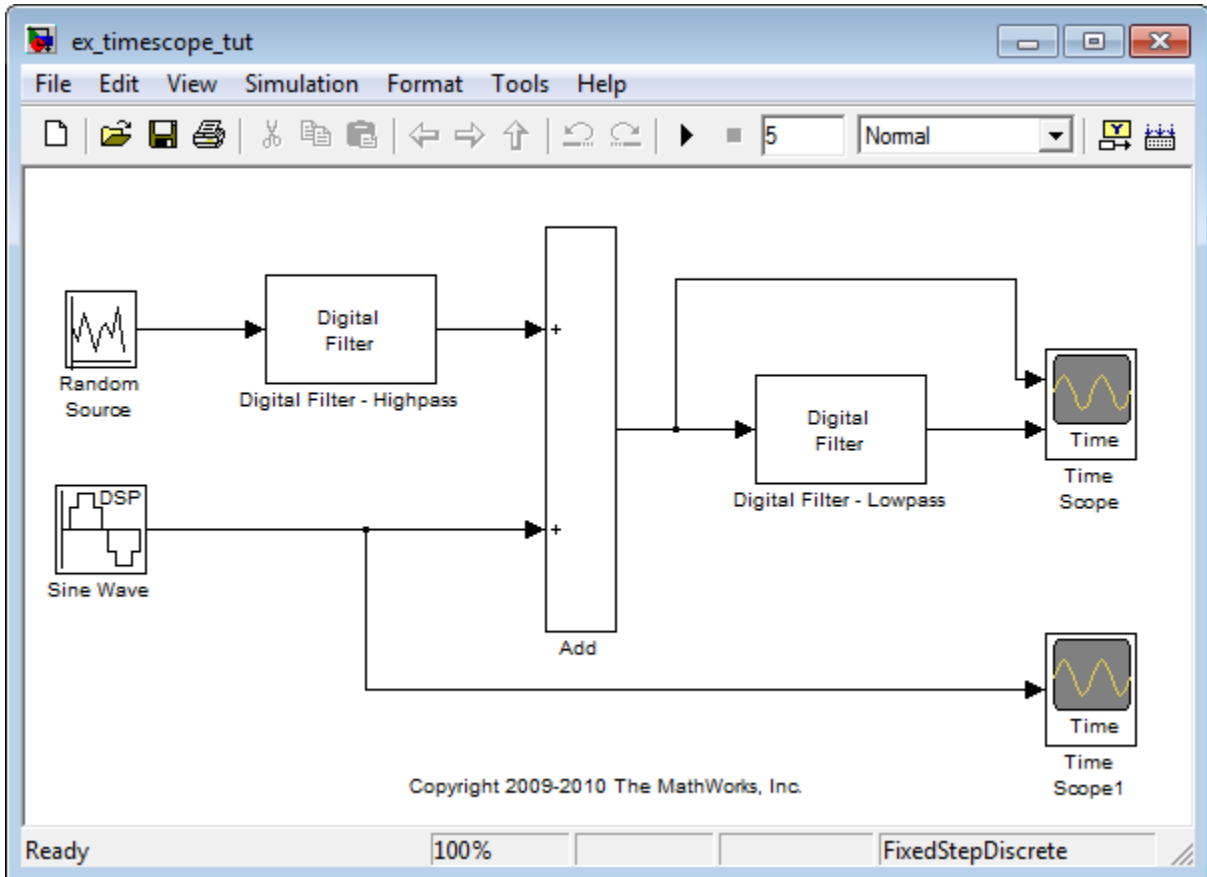 ex_timescope_tut
File Edit View Simulation Format Tools Help
5 Normal
Digital
Filter
Random
Source
Digital Filter - Highpass
+
Digital
Filter
Time
Time
Scope
Digital Filter - Lowpass
DSP
Sine Wave
+
Add
Time
Time
Scope1
Copyright 2009-2010 The MathWorks, Inc.
Ready 100% FixedStepDiscrete